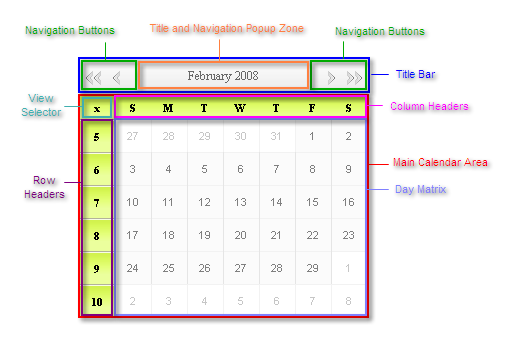 Navigation Buttons
Title and Navigation Popup Zone
Navigation Buttons
February 2008
Title Bar
View
Selector
x S M T W T F S
Column Headers
5 27 28 29 30 31 1 2
6 3 4 5 6 7 8 9
Main Calendar Area
Row
Headers
7 10 11 12 13 14 15 16
Day Matrix
8 17 18 19 20 21 22 23
9 24 25 26 27 28 29 1
10 2 3 4 5 6 7 8